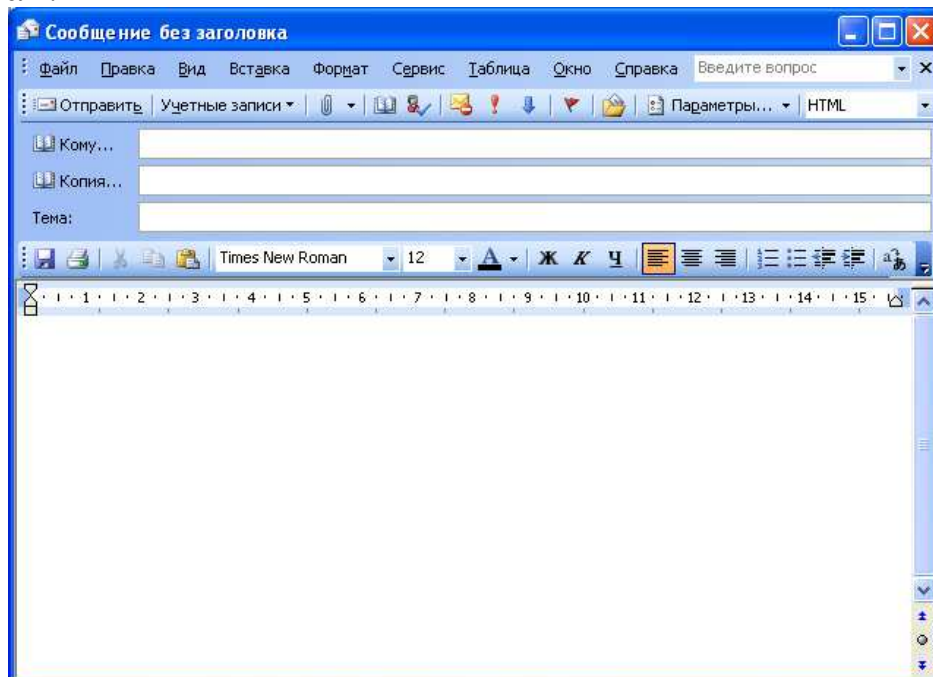 Сообщение без заголовка
Файл Правка Вид Вставка Формат Сервис Таблица Окно Справка Введите вопрос
Отправить Учетные записи Параметры... HTML
Кому...
Копия...
Тема:
Times New Roman 12 А Ж К Ч
1 2 3 4 5 6 7 8 9 10 11 12 13 14 15